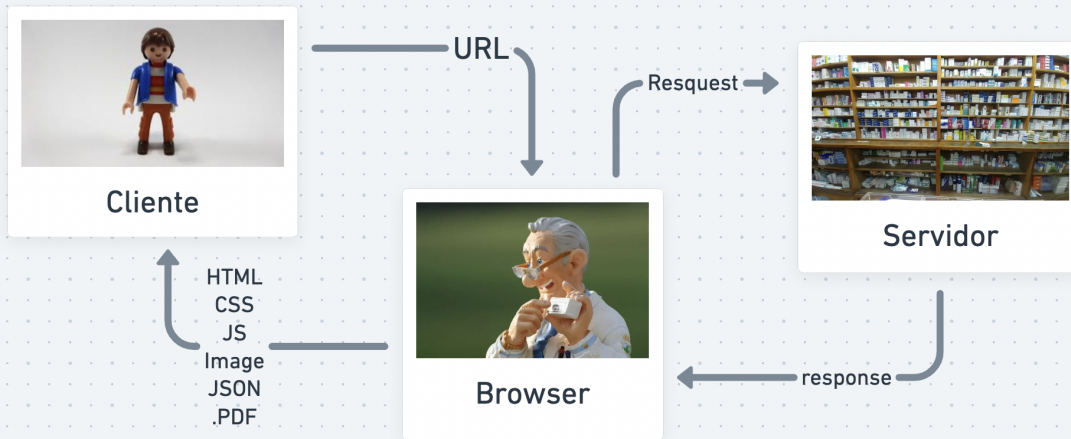 URL
Resquest
Cliente
Servidor
HTML
CSS
JS
Image
JSON
.PDF
Browser
response